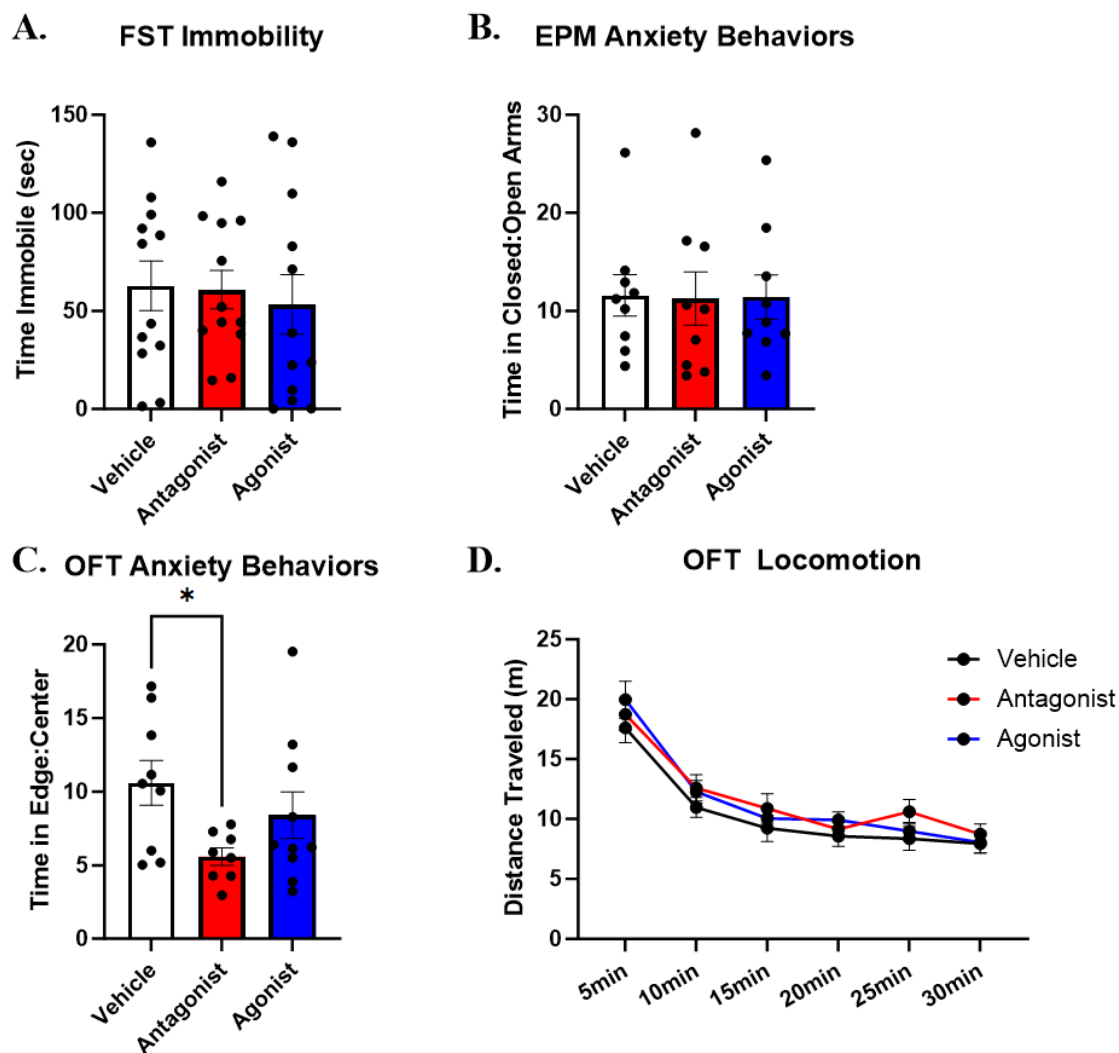 A. FST Immobility
Time Immobile (sec)
150
100
50
0
Vehicle
Antagonist
Agonist
B. EPM Anxiety Behaviors
Time in Closed:Open Arms
30
20
10
0
Vehicle
Antagonist
Agonist
C. OFT Anxiety Behaviors
*
Time in Edge:Center
20
15
10
5
0
Vehicle
Antagonist
Agonist
D. OFT Locomotion
Distance Traveled (m)
25
20
15
10
5
0
5min
10min
15min
20min
25min
30min
Vehicle
Antagonist
Agonist